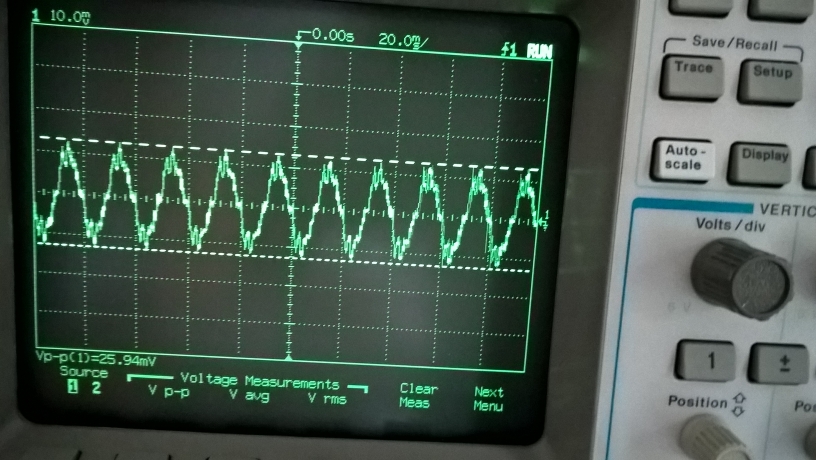 1 10.0mV
0.00s 20.0ms/ f1 RUN
Vp-p(1)=25.94mV
Source
1 2
Voltage Measurements
V p-p V avg V rms
Clear
Meas
Next
Menu
Save/Recall
Trace
Setup
Auto-
scale
Display
VERTIC
Volts/div
1
±
Position
Pos